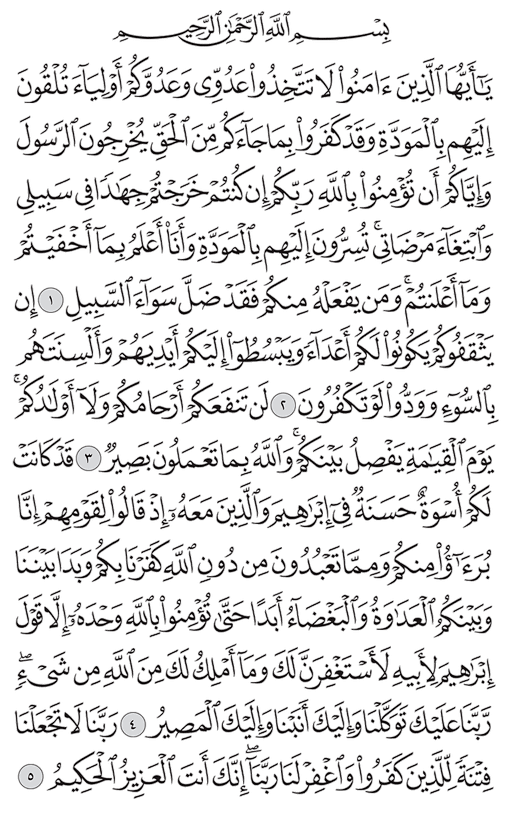 بِسْمِ ٱللَّهِ ٱلرَّحْمَٰنِ ٱلرَّحِيمِ
يَٰٓأَيُّهَا ٱلَّذِينَ ءَامَنُوا۟ لَا تَتَّخِذُوا۟ عَدُوِّى وَعَدُوَّكُمْ أَوْلِيَآءَ تُلْقُونَ
إِلَيْهِم بِٱلْمَوَدَّةِ وَقَدْ كَفَرُوا۟ بِمَا جَآءَكُم مِّنَ ٱلْحَقِّ يُخْرِجُونَ ٱلرَّسُولَ
وَإِيَّاكُمْ أَن تُؤْمِنُوا۟ بِٱللَّهِ رَبِّكُمْ إِن كُنتُمْ خَرَجْتُمْ جِهَٰدًا فِى سَبِيلِى
وَٱبْتِغَآءَ مَرْضَاتِى ۚ تُسِرُّونَ إِلَيْهِم بِٱلْمَوَدَّةِ وَأَنَا۠ أَعْلَمُ بِمَآ أَخْفَيْتُمْ
وَمَآ أَعْلَنتُمْ ۚ وَمَن يَفْعَلْهُ مِنكُمْ فَقَدْ ضَلَّ سَوَآءَ ٱلسَّبِيلِ ١ إِن
يَثْقَفُوكُمْ يَكُونُوا۟ لَكُمْ أَعْدَآءً وَيَبْسُطُوٓا۟ إِلَيْكُمْ أَيْدِيَهُمْ وَأَلْسِنَتَهُم
بِٱلسُّوٓءِ وَوَدُّوا۟ لَوْ تَكْفُرُونَ ٢ لَن تَنفَعَكُمْ أَرْحَامُكُمْ وَلَآ أَوْلَٰدُكُمْ ۚ
يَوْمَ ٱلْقِيَٰمَةِ يَفْصِلُ بَيْنَكُمْ ۚ وَٱللَّهُ بِمَا تَعْمَلُونَ بَصِيرٌ ٣ قَدْ كَانَتْ
لَكُمْ أُسْوَةٌ حَسَنَةٌ فِىٓ إِبْرَٰهِيمَ وَٱلَّذِينَ مَعَهُۥٓ إِذْ قَالُوا۟ لِقَوْمِهِمْ إِنَّا
بُرَءَٰٓؤُا۟ مِنكُمْ وَمِمَّا تَعْبُدُونَ مِن دُونِ ٱللَّهِ كَفَرْنَا بِكُمْ وَبَدَا بَيْنَنَا
وَبَيْنَكُمُ ٱلْعَدَٰوَةُ وَٱلْبَغْضَآءُ أَبَدًا حَتَّىٰ تُؤْمِنُوا۟ بِٱللَّهِ وَحْدَهُۥٓ إِلَّا قَوْلَ
إِبْرَٰهِيمَ لِأَبِيهِ لَأَسْتَغْفِرَنَّ لَكَ وَمَآ أَمْلِكُ لَكَ مِنَ ٱللَّهِ مِن شَىْءٍ ۖ
رَّبَّنَا عَلَيْكَ تَوَكَّلْنَا وَإِلَيْكَ أَنَبْنَا وَإِلَيْكَ ٱلْمَصِيرُ ٤ رَبَّنَا لَا تَجْعَلْنَا
فِتْنَةً لِّلَّذِينَ كَفَرُوا۟ وَٱغْفِرْ لَنَا رَبَّنَآ ۖ إِنَّكَ أَنتَ ٱلْعَزِيزُ ٱلْحَكِيمُ ٥